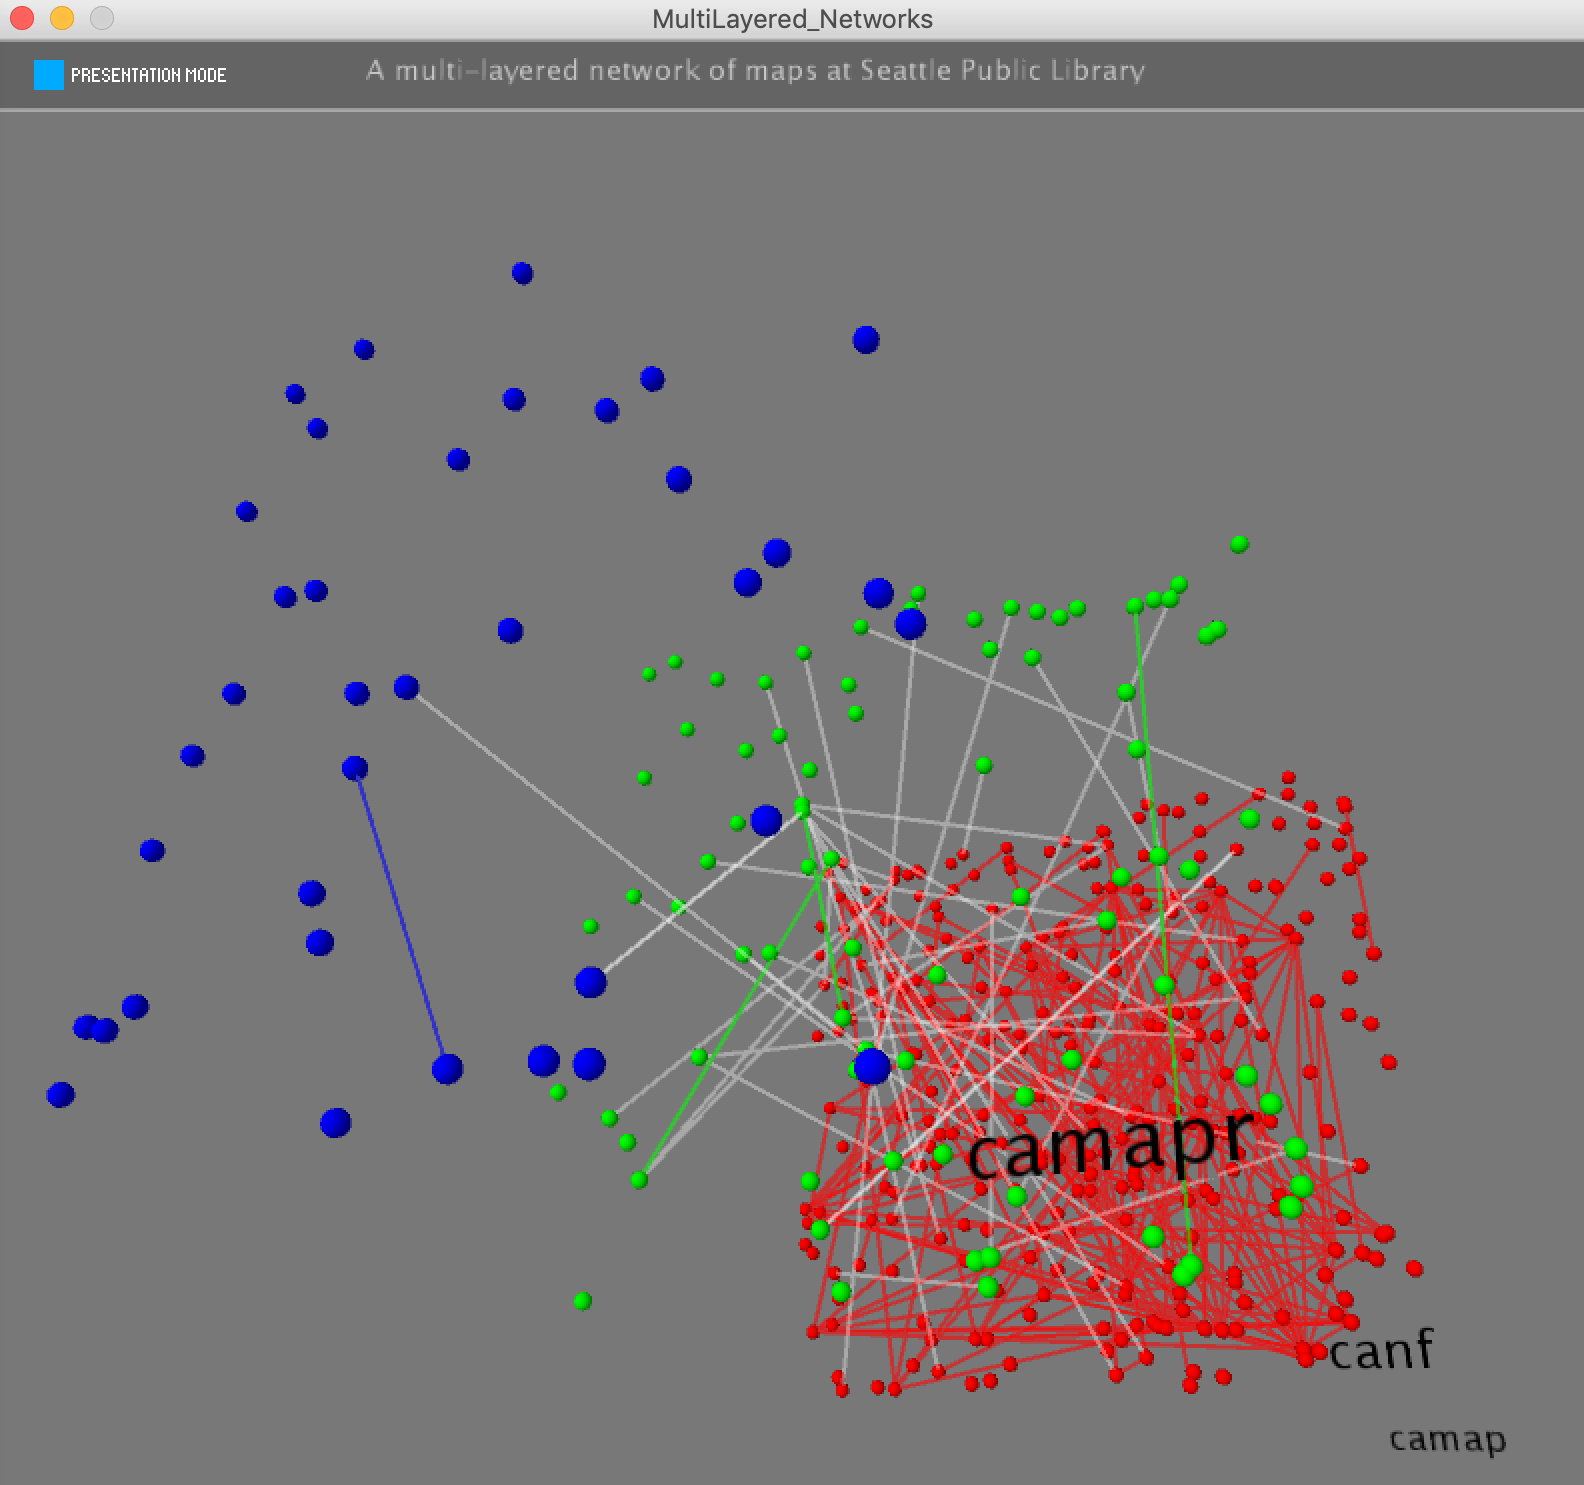 MultiLayered_Networks
PRESENTATION MODE
A multi-layered network of maps at Seattle Public Library
camapr
canf
camap